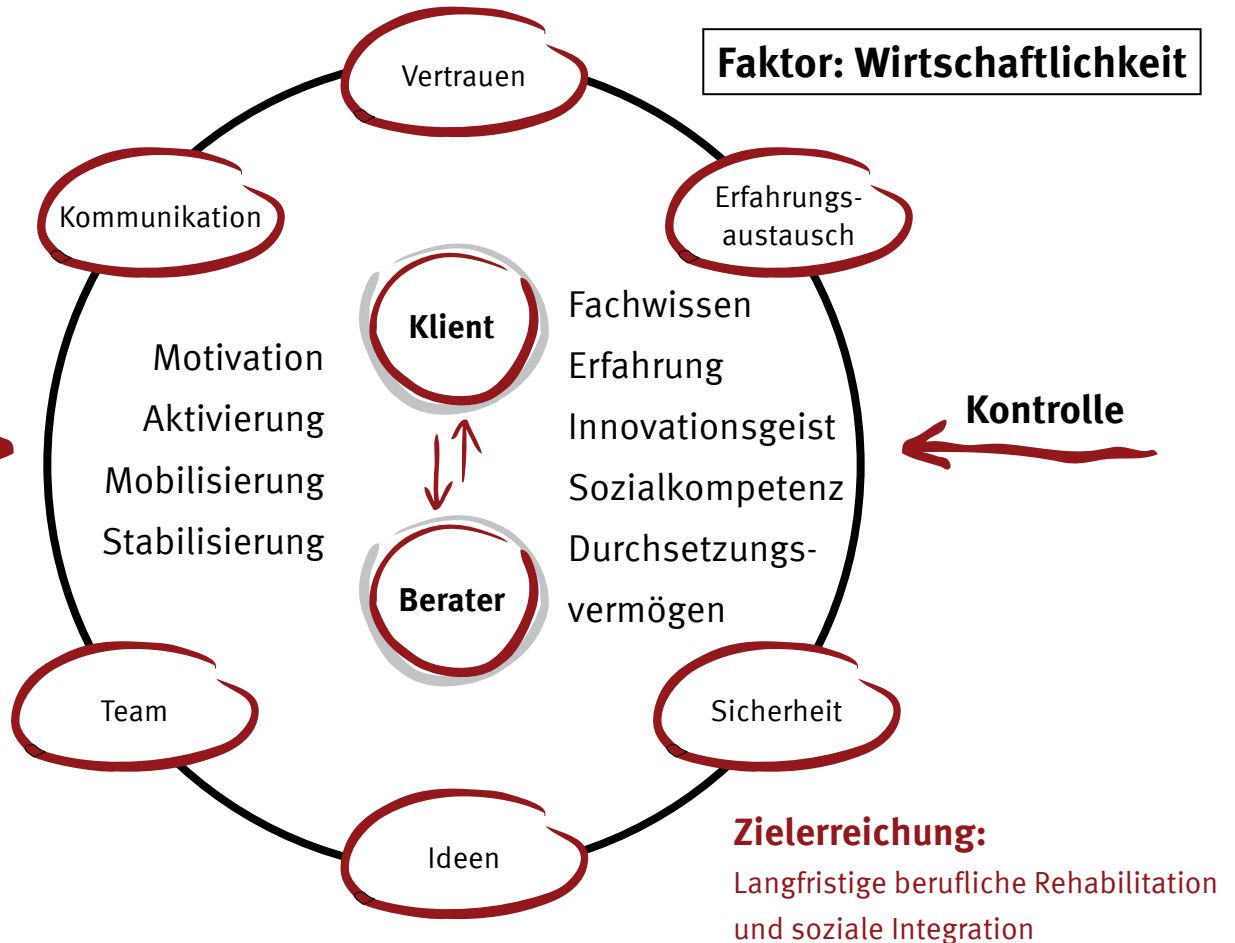 Faktor: Wirtschaftlichkeit
Vertrauen
Kommunikation
Erfahrungs-
austausch
Klient
Motivation
Aktivierung
Mobilisierung
Stabilisierung
Fachwissen
Erfahrung
Innovationsgeist
Sozialkompetenz
Durchsetzungs-
vermögen
Kontrolle
Berater
Team
Sicherheit
Ideen
Zielerreichung:
Langfristige berufliche Rehabilitation
und soziale Integration